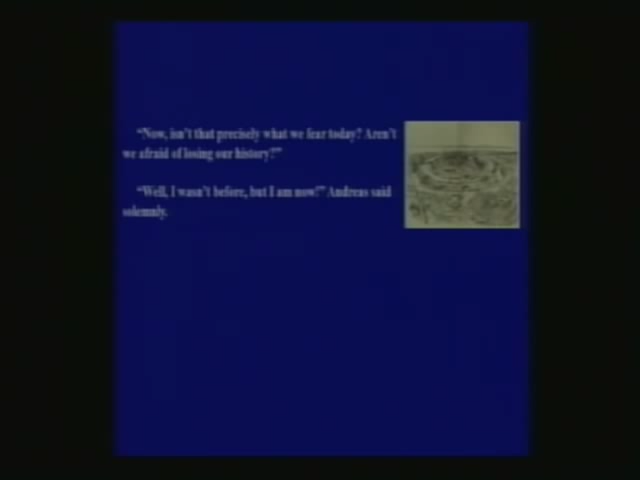 “Now, isn’t that precisely what we fear today? Aren’t
we afraid of losing our history?”
“Well, I wasn’t before, but I am now!” Andreas said
solemnly.